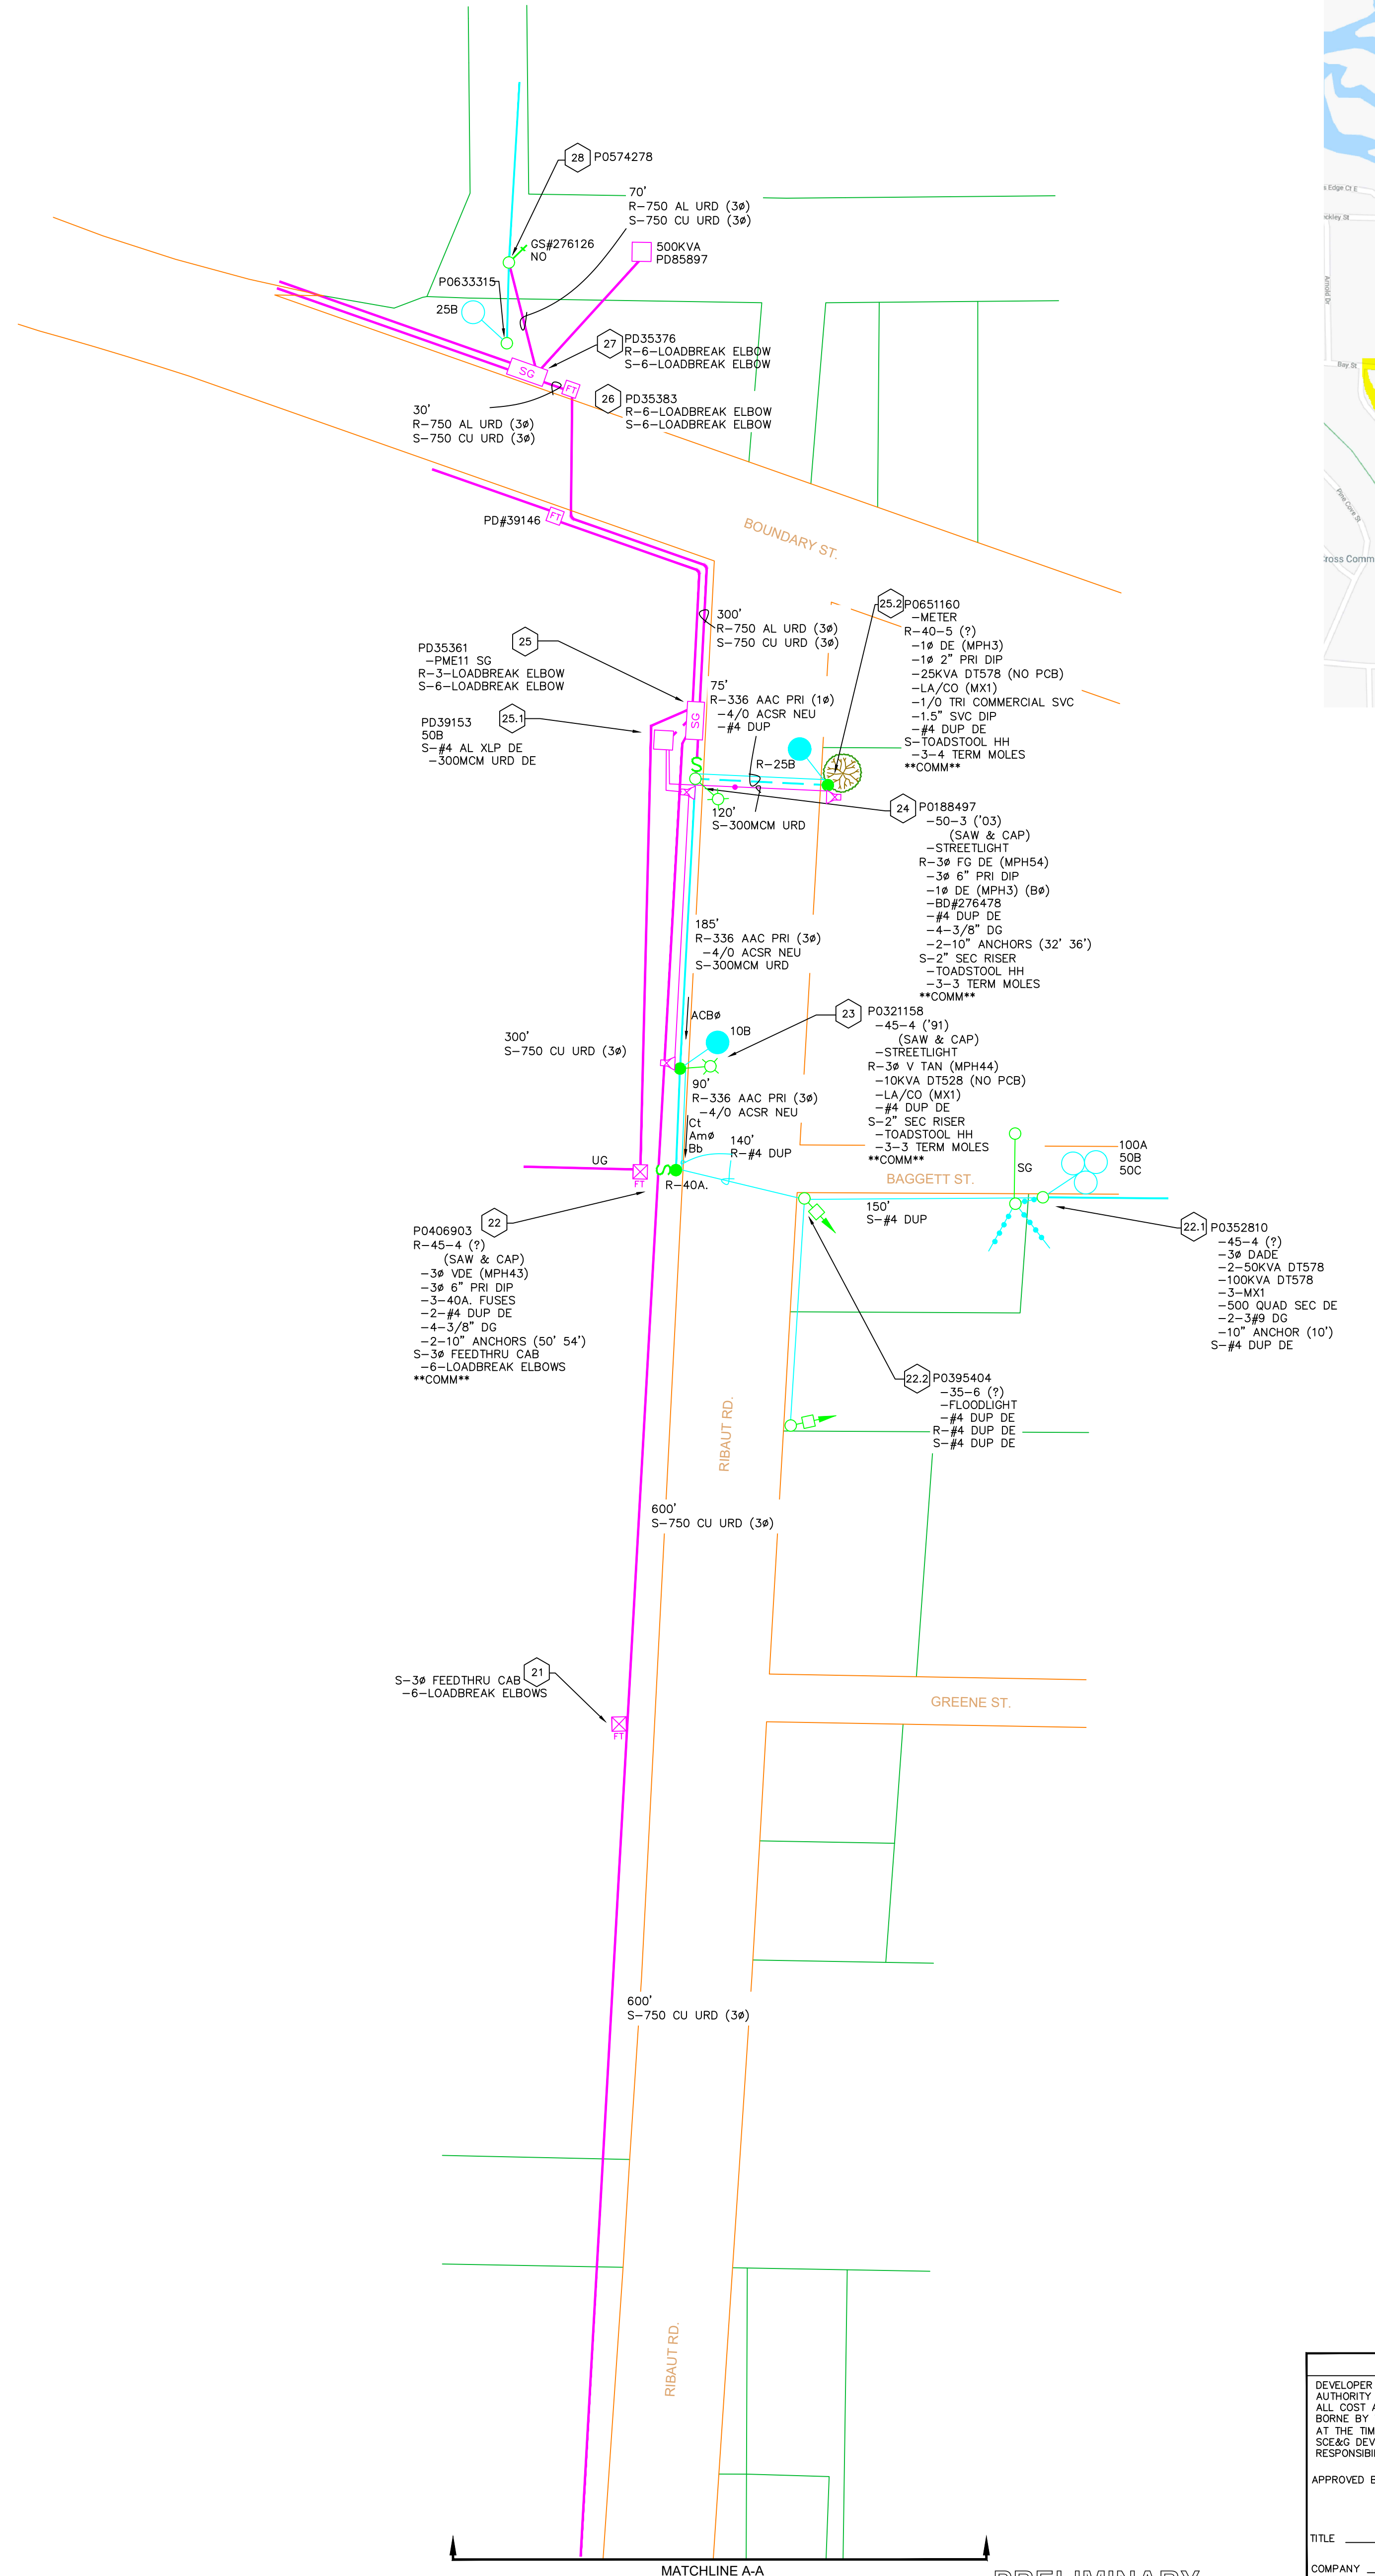 28 P0574278
70'
R-750 AL URD (3ø)
S-750 CU URD (3ø)
GS#276126
NO
500KVA
PD85897
P0633315
25B
27 PD35376
R-6-LOADBREAK ELBOW
S-6-LOADBREAK ELBOW
SG
FT
26 PD35383
R-6-LOADBREAK ELBOW
S-6-LOADBREAK ELBOW
30'
R-750 AL URD (3ø)
S-750 CU URD (3ø)
PD#39146
FT
BOUNDARY ST.
300'
R-750 AL URD (3ø)
S-750 CU URD (3ø)
25
PD35361
-PME11 SG
R-3-LOADBREAK ELBOW
S-6-LOADBREAK ELBOW
25.1
PD39153
50B
S-#4 AL XLP DE
-300MCM URD DE
SG
75'
R-336 AAC PRI (1ø)
-4/0 ACSR NEU
-#4 DUP
R-25B
S
120'
S-300MCM URD
25.2 P0651160
-METER
R-40-5 (?)
-1ø DE (MPH3)
-1ø 2" PRI DIP
-25KVA DT578 (NO PCB)
-LA/CO (MX1)
-1/0 TRI COMMERCIAL SVC
-1.5" SVC DIP
-#4 DUP DE
S-TOADSTOOL HH
-3-4 TERM MOLES
**COMM**
24 P0188497
-50-3 ('03)
(SAW & CAP)
-STREETLIGHT
R-3ø FG DE (MPH54)
-3ø 6" PRI DIP
-1ø DE (MPH3) (Bø)
-BD#276478
-#4 DUP DE
-4-3/8" DG
-2-10" ANCHORS (32' 36')
S-2" SEC RISER
-TOADSTOOL HH
-3-3 TERM MOLES
**COMM**
185'
R-336 AAC PRI (3ø)
-4/0 ACSR NEU
S-300MCM URD
ACBø
10B
300'
S-750 CU URD (3ø)
23 P0321158
-45-4 ('91)
(SAW & CAP)
-STREETLIGHT
R-3ø V TAN (MPH44)
-10KVA DT528 (NO PCB)
-LA/CO (MX1)
-#4 DUP DE
S-2" SEC RISER
-TOADSTOOL HH
-3-3 TERM MOLES
**COMM**
90'
R-336 AAC PRI (3ø)
-4/0 ACSR NEU
Ct
Amø
Bb
140'
R-#4 DUP
UG
FT
S
R-40A.
BAGGETT ST.
SG
100A
50B
50C
150'
S-#4 DUP
22
P0406903
R-45-4 (?)
(SAW & CAP)
-3ø VDE (MPH43)
-3ø 6" PRI DIP
-3-40A. FUSES
-2-#4 DUP DE
-4-3/8" DG
-2-10" ANCHORS (50' 54')
S-3ø FEEDTHRU CAB
-6-LOADBREAK ELBOWS
**COMM**
22.1 P0352810
-45-4 (?)
-3ø DADE
-2-50KVA DT578
-100KVA DT578
-3-MX1
-500 QUAD SEC DE
-2-3#9 DG
-10" ANCHOR (10')
S-#4 DUP DE
22.2 P0395404
-35-6 (?)
-FLOODLIGHT
-#4 DUP DE
R-#4 DUP DE
S-#4 DUP DE
RIBAUT RD.
600'
S-750 CU URD (3ø)
21
S-3ø FEEDTHRU CAB
-6-LOADBREAK ELBOWS
FT
GREENE ST.
600'
S-750 CU URD (3ø)
RIBAUT RD.
MATCHLINE A-A
PRELIMINARY
Edge Ct E
ckley St
Arnold Dr
Bay St
Pine Cove St
Cross Comm
DEVELOPER
AUTHORITY
ALL COST A
BORNE BY
AT THE TIM
SCE&G DEV
RESPONSIBI
APPROVED B
TITLE
COMPANY